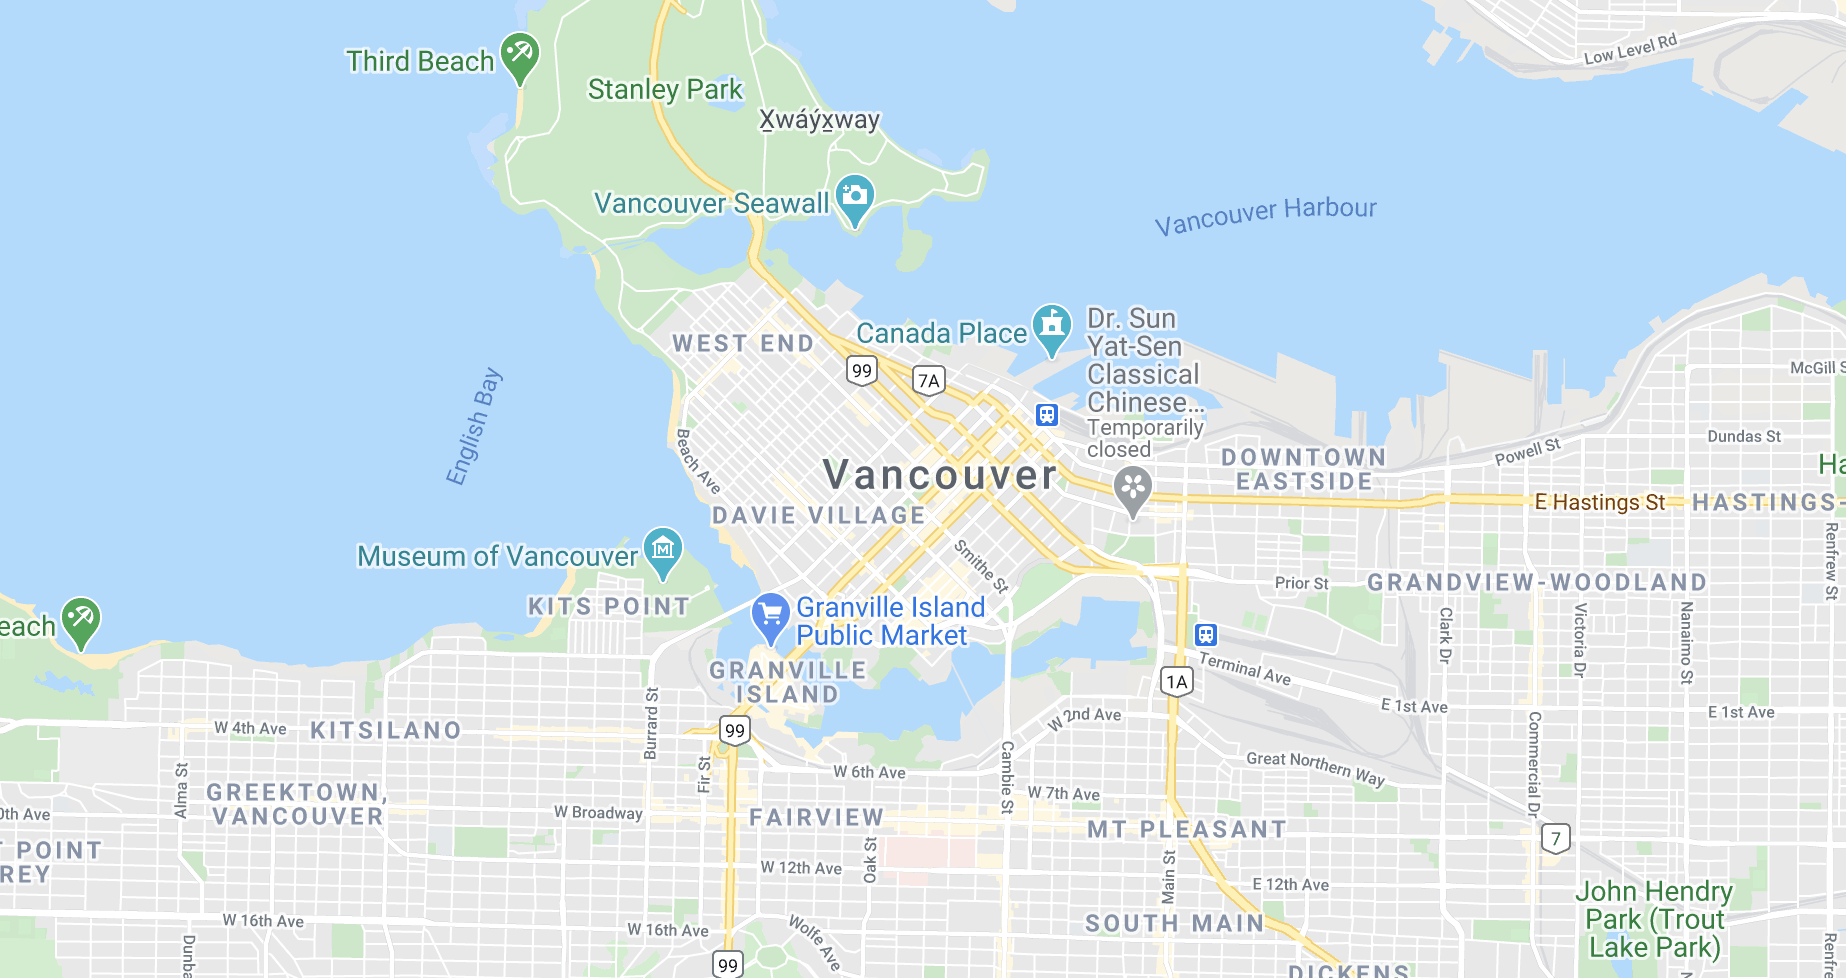 Low Level Rd
Third Beach
Stanley Park
X̱wáýx̱way
Vancouver Seawall
Vancouver Harbour
Canada Place
Dr. Sun
Yat-Sen
Classical
Chinese...
Temporarily
closed
WEST END
99
7A
McGill S
English Bay
Beach Ave
Vancouver
DAVIE VILLAGE
DOWNTOWN
EASTSIDE
Powell St
Dundas St
Ha
E Hastings St
HASTINGS-
Renfrew St
Museum of Vancouver
KITS POINT
Smithe St
Prior St
GRANDVIEW-WOODLAND
each
Granville Island
Public Market
GRANVILLE
ISLAND
Clark Dr
Victoria Dr
Nanaimo St
Terminal Ave
1A
E 1st Ave
E 1st Ave
W 4th Ave
KITSILANO
Burrard St
99
W 2nd Ave
Alma St
Fir St
W 6th Ave
Cambie St
Great Northern Way
Commercial Dr
W 7th Ave
GREEKTOWN,
VANCOUVER
0th Ave
W Broadway
FAIRVIEW
MT PLEASANT
7
T POINT
REY
W 12th Ave
Oak St
Main St
E 12th Ave
John Hendry
Park (Trout
Lake Park)
W 16th Ave
W 16th Ave
Wolfe Ave
SOUTH MAIN
Dunba
99
DICKENS
Renfre
N